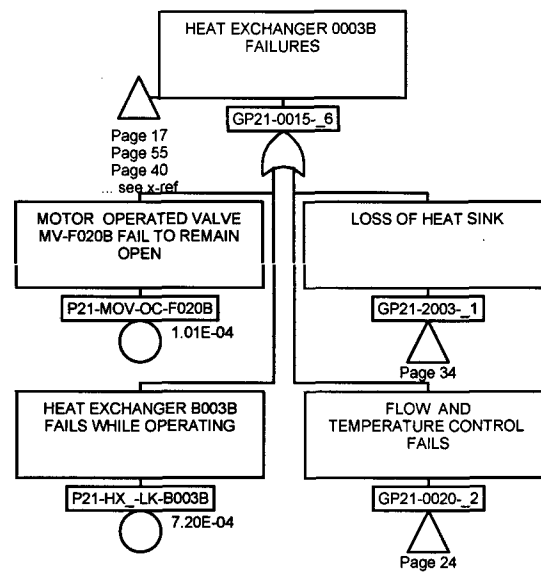 HEAT EXCHANGER 0003B
FAILURES
GP21-0015-_6
Page 17
Page 55
Page 40
... see x-ref
MOTOR OPERATED VALVE
MV-F020B FAIL TO REMAIN
OPEN
P21-MOV-OC-F020B
1.01E-04
LOSS OF HEAT SINK
GP21-2003-_1
Page 34
HEAT EXCHANGER B003B
FAILS WHILE OPERATING
P21-HX_-LK-B003B
7.20E-04
FLOW AND
TEMPERATURE CONTROL
FAILS
GP21-0020-_2
Page 24